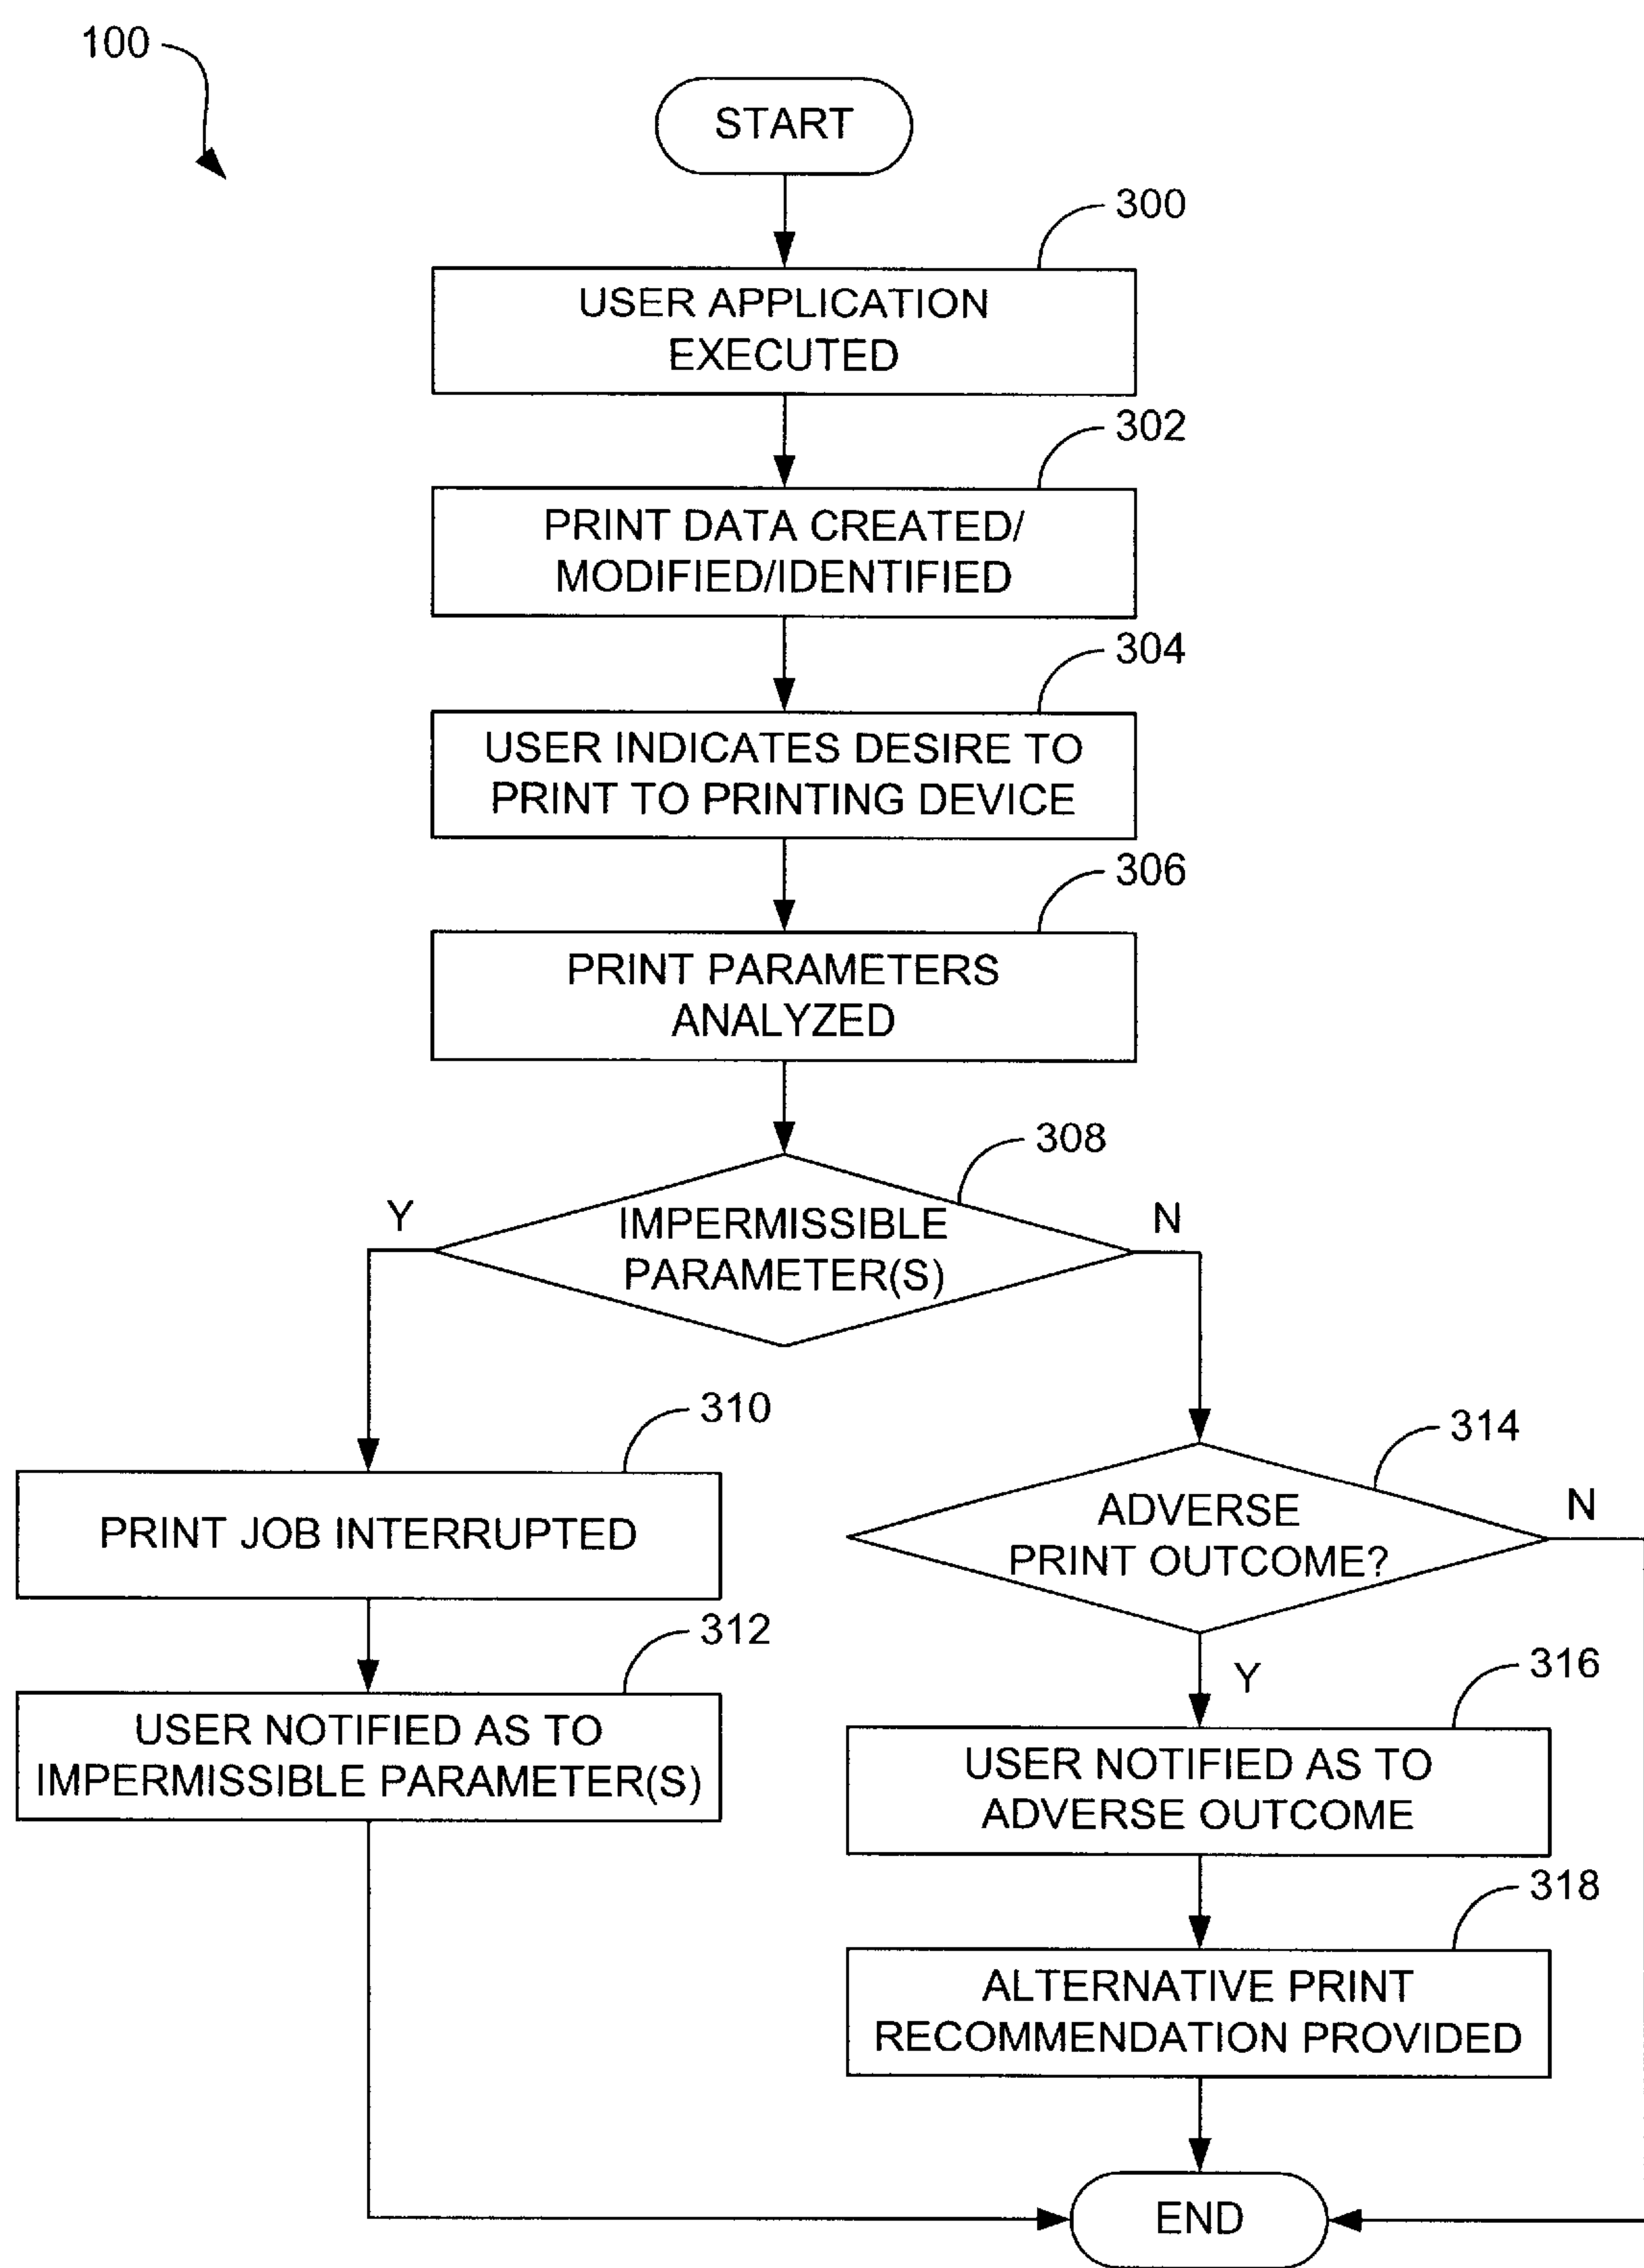 100
START
300
USER APPLICATION
EXECUTED
302
PRINT DATA CREATED/
MODIFIED/IDENTIFIED
304
USER INDICATES DESIRE TO
PRINT TO PRINTING DEVICE
306
PRINT PARAMETERS
ANALYZED
308
Y
IMPERMISSIBLE
PARAMETER(S)
N
310
PRINT JOB INTERRUPTED
312
USER NOTIFIED AS TO
IMPERMISSIBLE PARAMETER(S)
314
ADVERSE
PRINT OUTCOME?
N
Y
316
USER NOTIFIED AS TO
ADVERSE OUTCOME
318
ALTERNATIVE PRINT
RECOMMENDATION PROVIDED
END